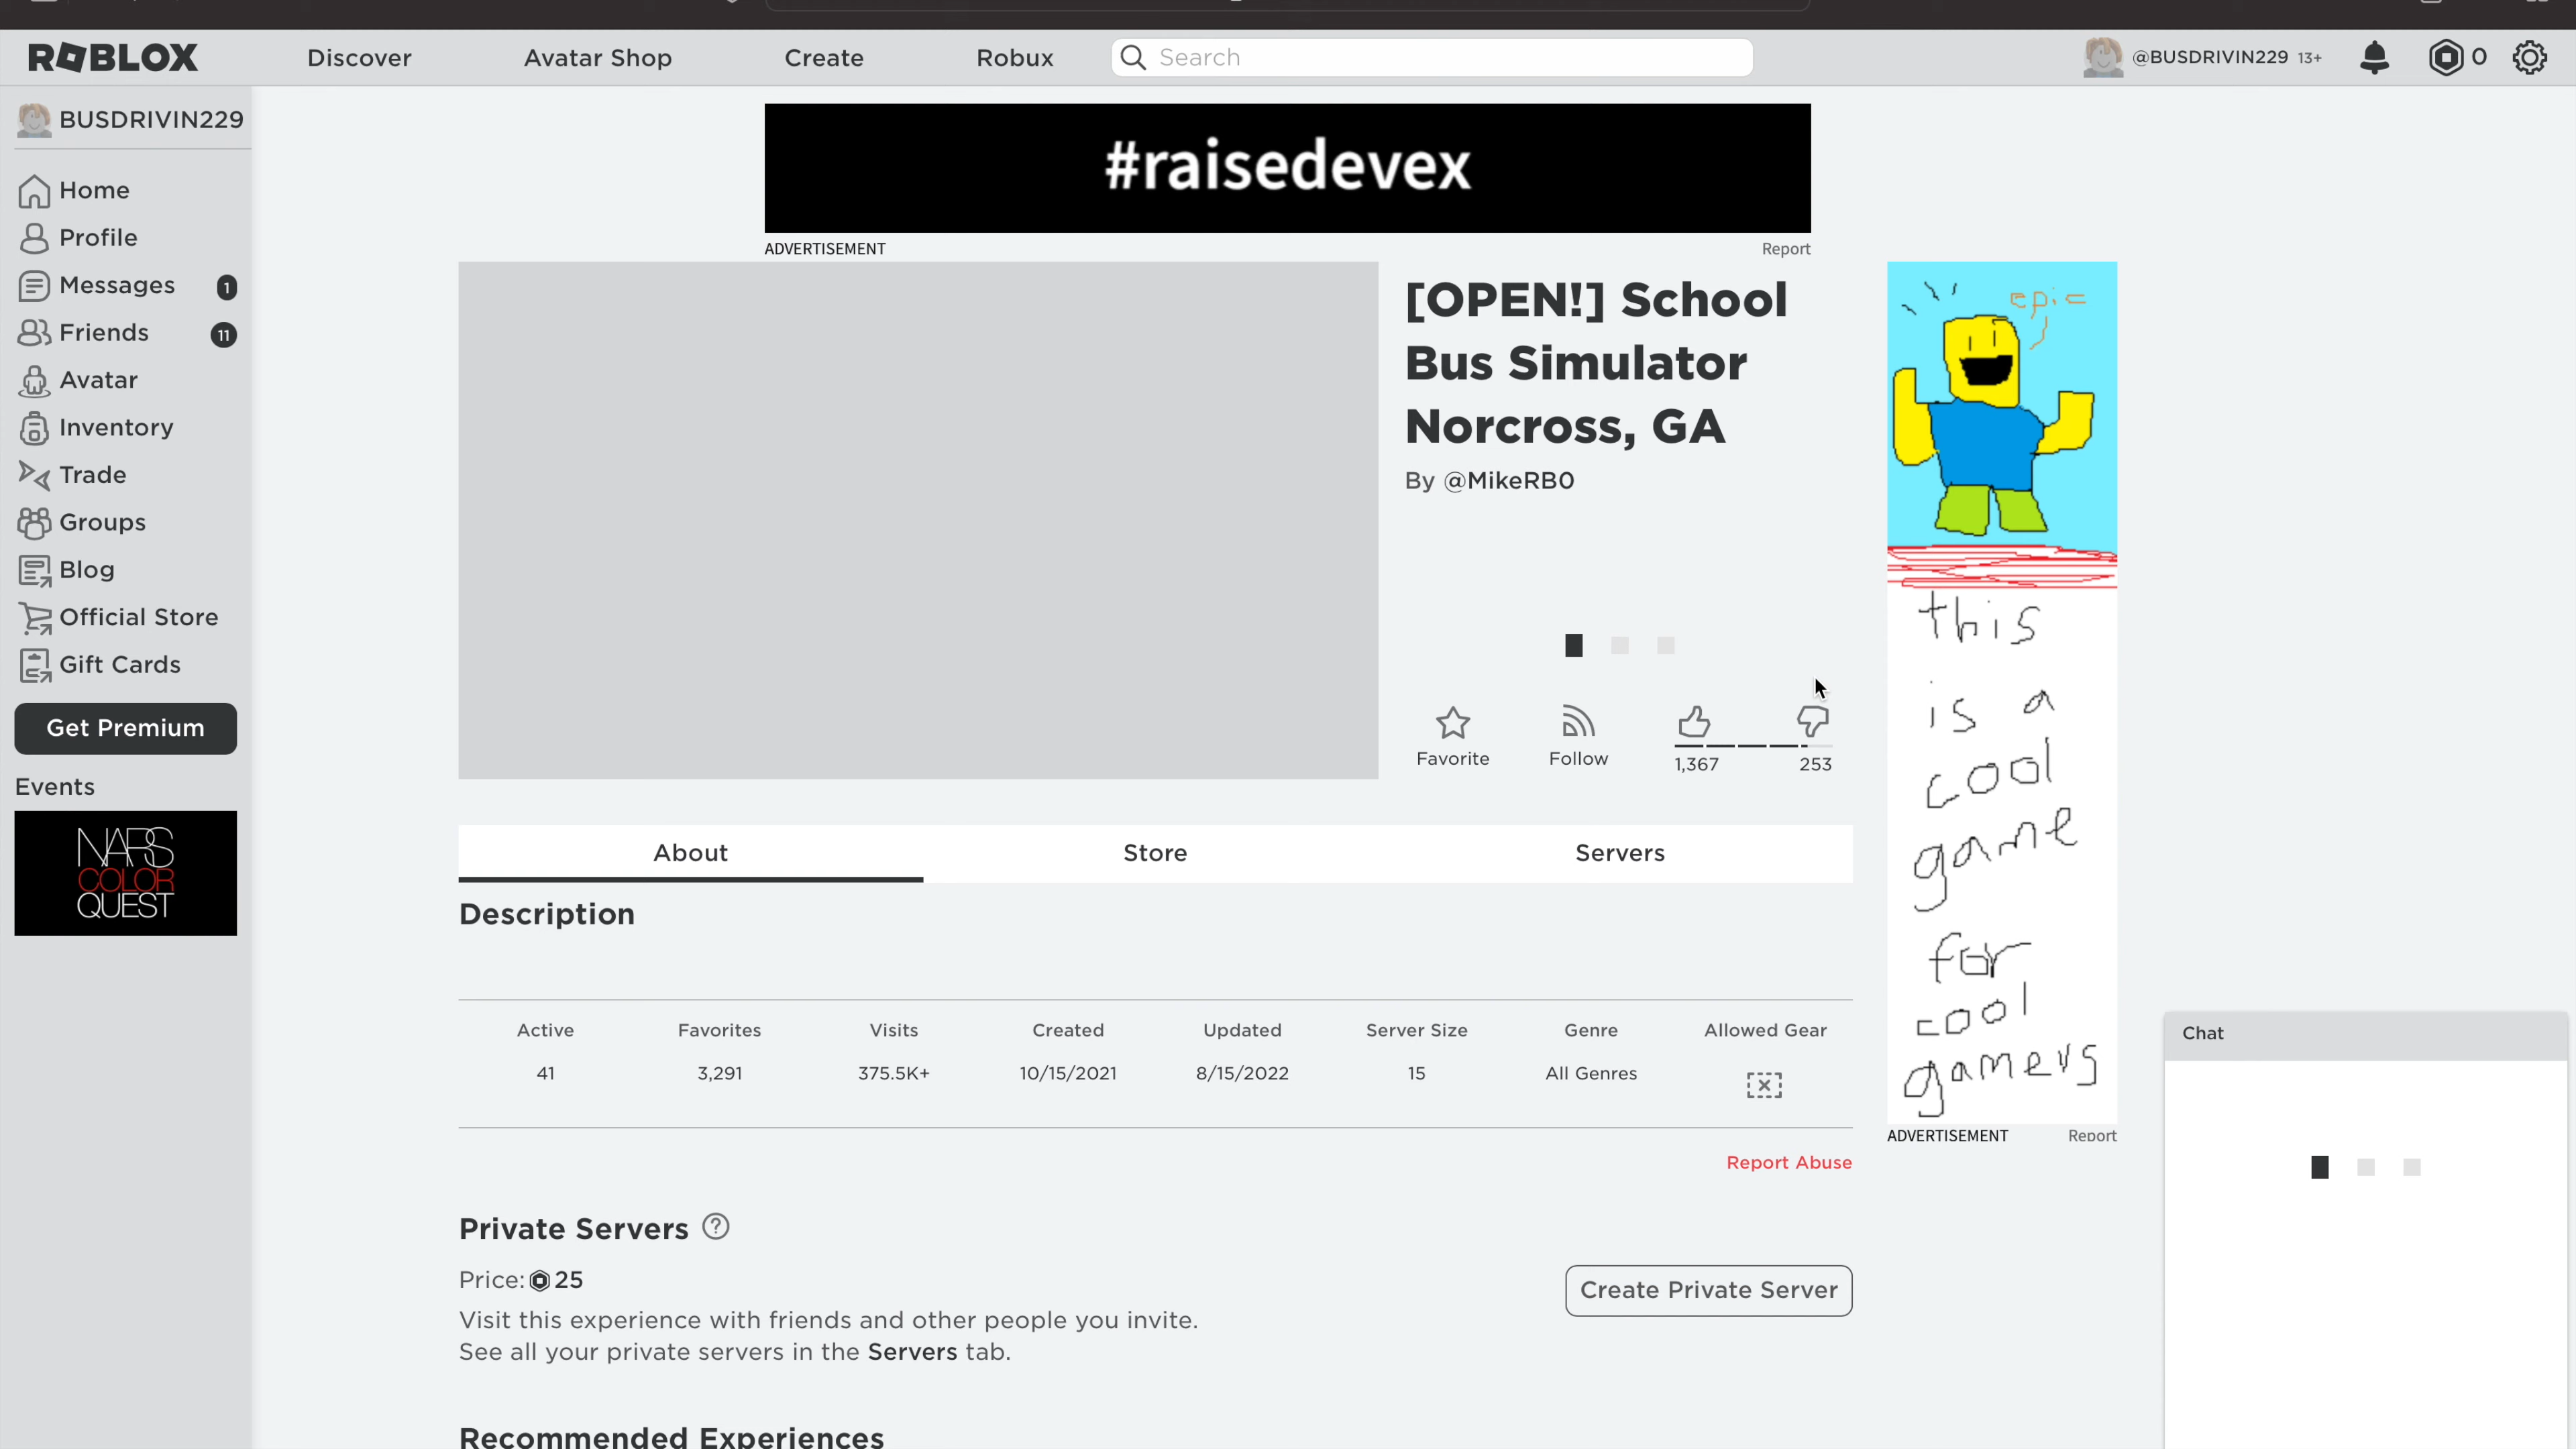 ROBLOX
Discover
Avatar Shop
Create
Robux
Search
@BUSDRIVIN229 13+
0
BUSDRIVIN229
Home
Profile
Messages 1
Friends 11
Avatar
Inventory
Trade
Groups
Blog
Official Store
Gift Cards
Get Premium
Events
NARS
COLOR
QUEST
#raisedevex
ADVERTISEMENT
Report
[OPEN!] School
Bus Simulator
Norcross, GA
By @MikeRB0
Favorite
Follow
1,367
253
epic
this
is a
cool
game
for
cool
gamers
ADVERTISEMENT
Report
About
Store
Servers
Description
Active Favorites Visits Created Updated Server Size Genre Allowed Gear
41 3,291 375.5K+ 10/15/2021 8/15/2022 15 All Genres
Report Abuse
Private Servers ?
Price: 25
Create Private Server
Visit this experience with friends and other people you invite.
See all your private servers in the Servers tab.
Recommended Experiences
Chat